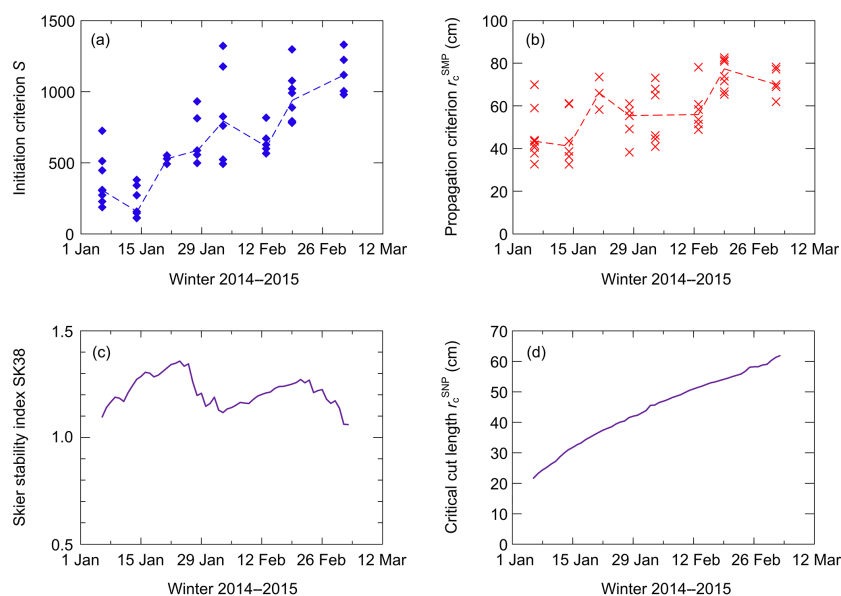 1500
1000
500
0
(a)
Initiation criterion S
1 Jan 15 Jan 29 Jan 12 Feb 26 Feb 12 Mar
Winter 2014–2015
100
80
60
40
20
0
(b)
Propagation criterion rcSMP (cm)
1 Jan 15 Jan 29 Jan 12 Feb 26 Feb 12 Mar
Winter 2014–2015
1.5
1.0
0.5
(c)
Skier stability index SK38
1 Jan 15 Jan 29 Jan 12 Feb 26 Feb 12 Mar
Winter 2014–2015
70
60
50
40
30
20
10
0
(d)
Critical cut length rcSNP (cm)
1 Jan 15 Jan 29 Jan 12 Feb 26 Feb 12 Mar
Winter 2014–2015